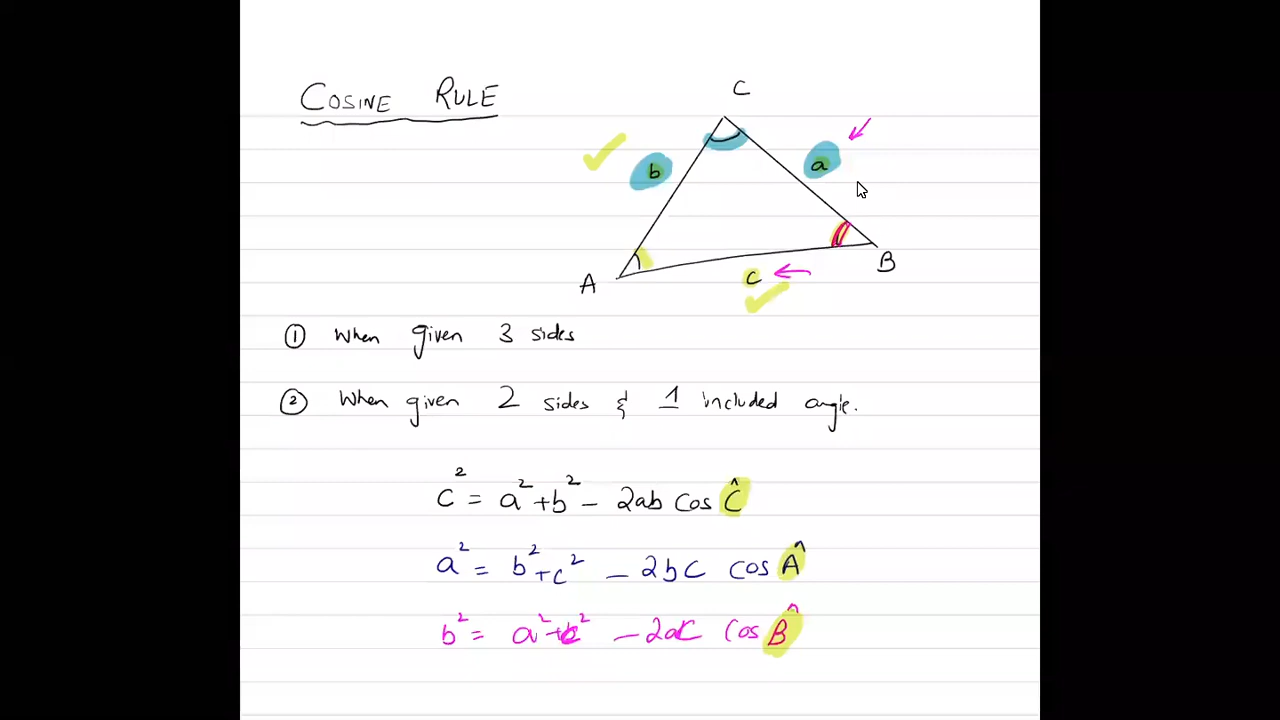 COSINE RULE
C
b
a
A
c
B
① When given 3 sides
② When given 2 sides & 1 included angle.
c² = a² + b² - 2ab cos Ĉ
a² = b² + c² - 2bc cos Â
b² = a² + c² - 2ac cos B̂